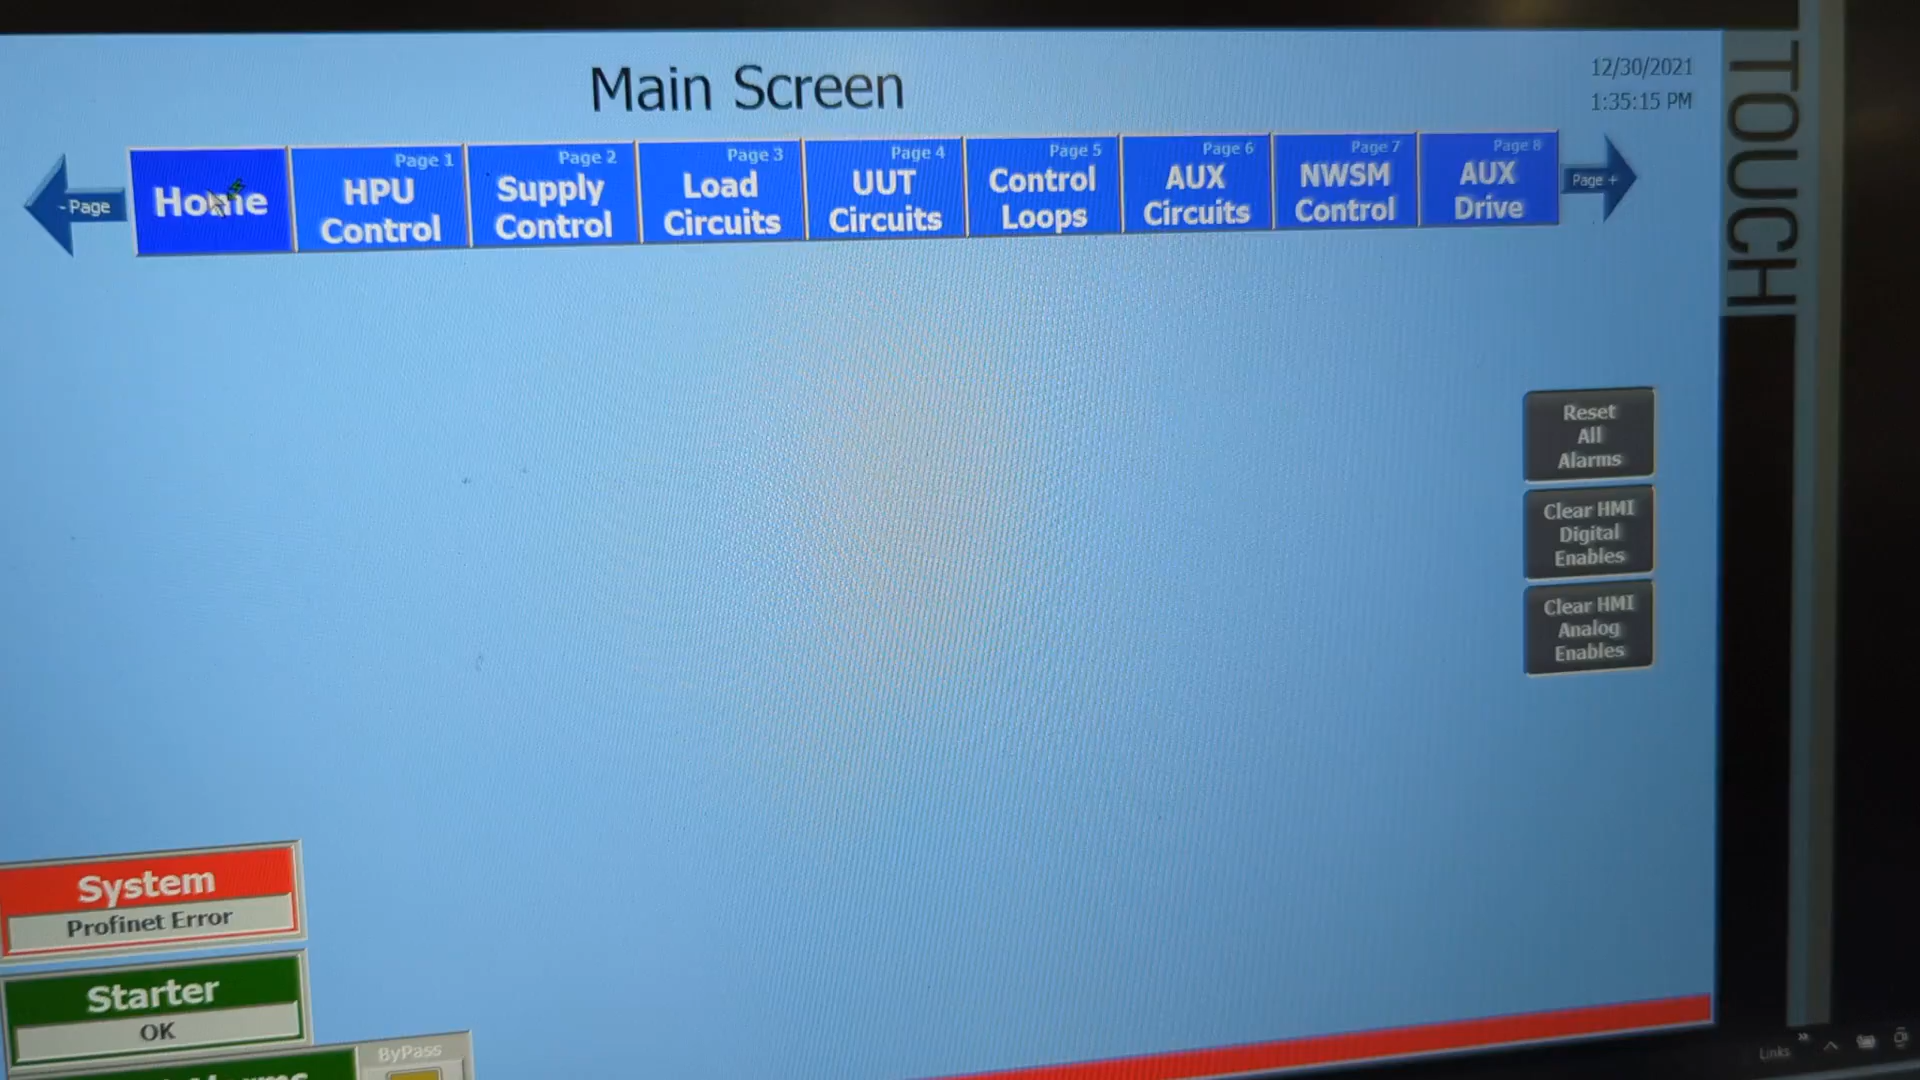 Main Screen
12/30/2021
1:35:15 PM
- Page
Home
Page 1
HPU
Control
Page 2
Supply
Control
Page 3
Load
Circuits
Page 4
UUT
Circuits
Page 5
Control
Loops
Page 6
AUX
Circuits
Page 7
NWSM
Control
Page 8
AUX
Drive
Page +
TOUCH
Reset
All
Alarms
Clear HMI
Digital
Enables
Clear HMI
Analog
Enables
System
Profinet Error
Starter
OK
ByPass
Links